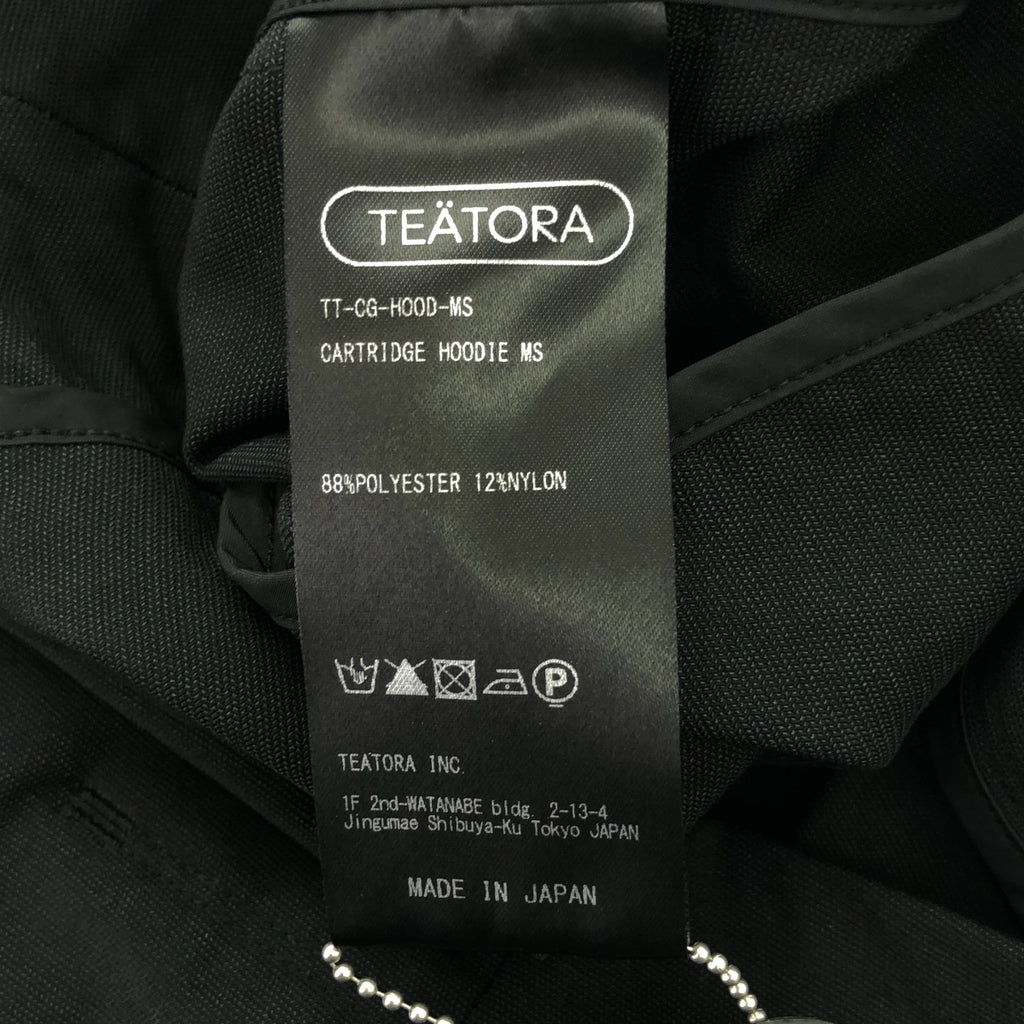 TEÄTORA
TT-CG-HOOD-MS
CARTRIDGE HOODIE MS
88%POLYESTER 12%NYLON
P
TEÄTORA INC.
1F 2nd-WATANABE bldg. 2-13-4
Jingumae Shibuya-Ku Tokyo JAPAN
MADE IN JAPAN